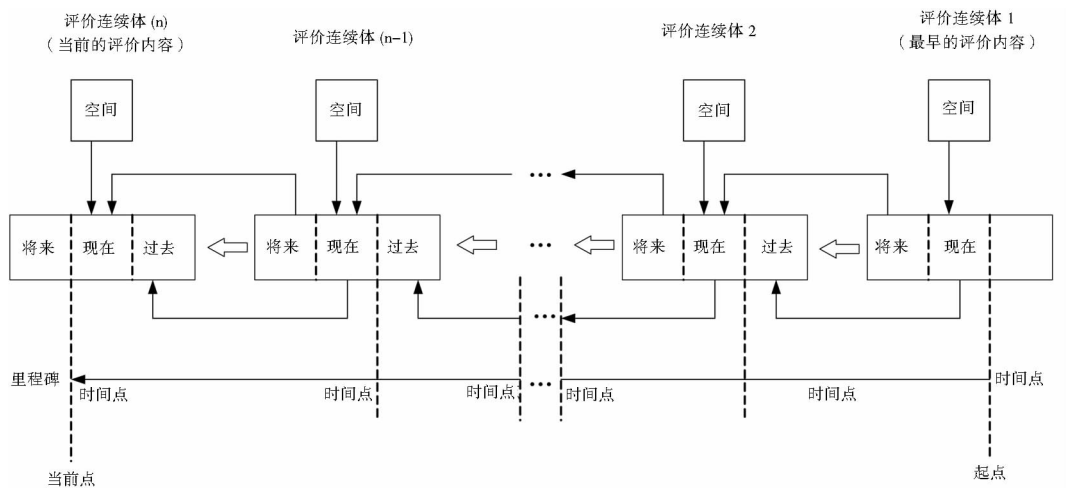 评价连续体 (n)
（当前的评价内容）
评价连续体 (n-1)
评价连续体 2
评价连续体 1
（最早的评价内容）
空间
空间
空间
空间
...
将来 现在 过去
将来 现在 过去
...
将来 现在 过去
将来 现在
...
里程碑
时间点
时间点
时间点
...
时间点
时间点
时间点
当前点
起点